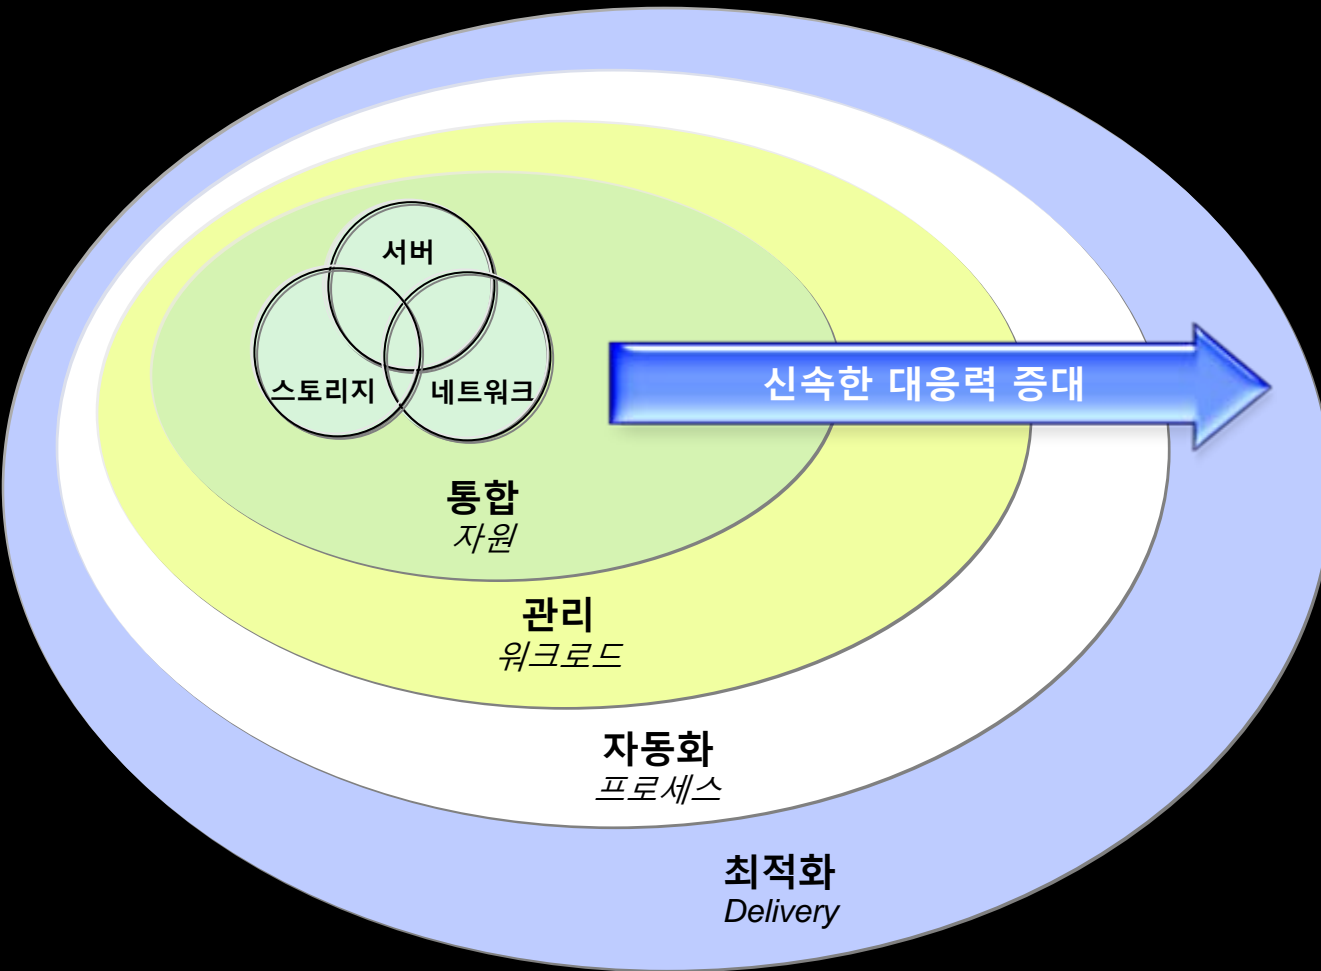 서버
스토리지
네트워크
신속한 대응력 증대
통합
자원
관리
워크로드
자동화
프로세스
최적화
Delivery